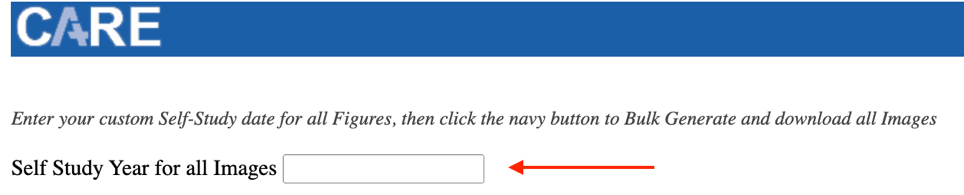 CARE
Enter your custom Self-Study date for all Figures, then click the navy button to Bulk Generate and download all Images
Self Study Year for all Images